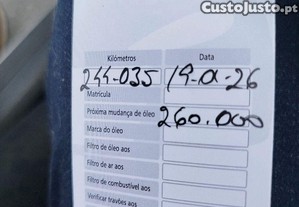 CustoJusto.pt
Kilómetros Data
244-035 19-01-26
Matrícula
Próxima mudança de óleo 260.000
Marca do óleo
Filtro de óleo aos
Filtro de ar aos
Filtro de combustível aos
Verificar travões aos